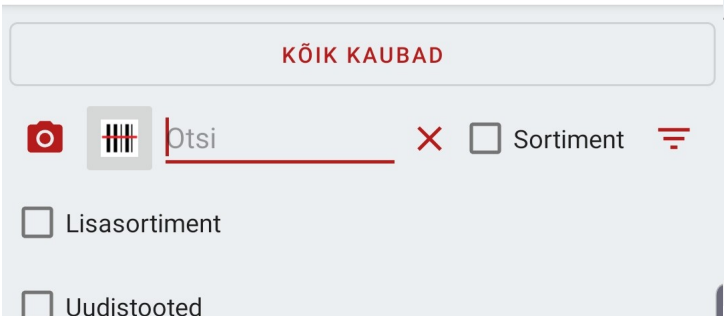 KÕIK KAUBAD
Otsi Sortiment
Lisasortiment
Uudistooted